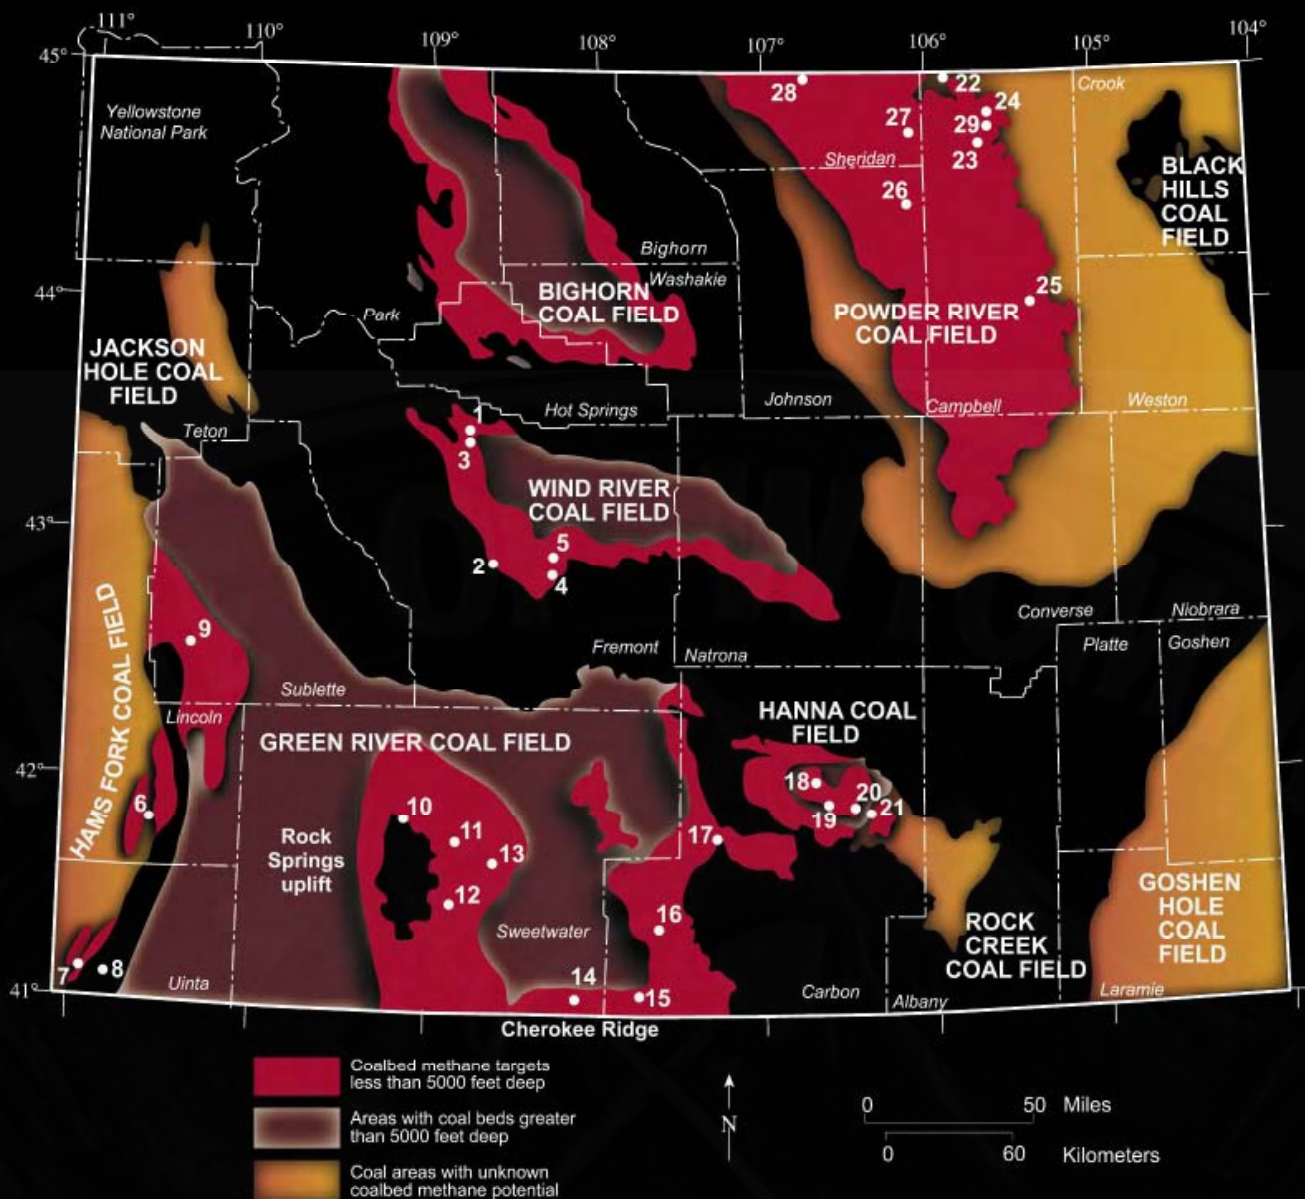 111°
110°
109°
108°
107°
106°
105°
104°
45°
44°
43°
42°
41°
Yellowstone
National Park
28
27
26
22
24
29
23
25
Crook
Sheridan
BLACK
HILLS
COAL
FIELD
Bighorn
Washakie
BIGHORN
COAL FIELD
Park
POWDER RIVER
COAL FIELD
JACKSON
HOLE COAL
FIELD
Teton
Hot Springs
Johnson
Campbell
Weston
1
3
WIND RIVER
COAL FIELD
2
5
4
HAMS FORK COAL FIELD
9
Fremont
Natrona
Converse
Niobrara
Platte
Goshen
Sublette
Lincoln
GREEN RIVER COAL FIELD
HANNA COAL
FIELD
18
19
20
21
6
10
11
13
12
17
16
Rock
Springs
uplift
Sweetwater
7
8
Uinta
14
15
Carbon
Albany
Laramie
ROCK
CREEK
COAL FIELD
GOSHEN
HOLE
COAL
FIELD
Cherokee Ridge
Coalbed methane targets
less than 5000 feet deep
Areas with coal beds greater
than 5000 feet deep
Coal areas with unknown
coalbed methane potential
N
0 50 Miles
0 60 Kilometers